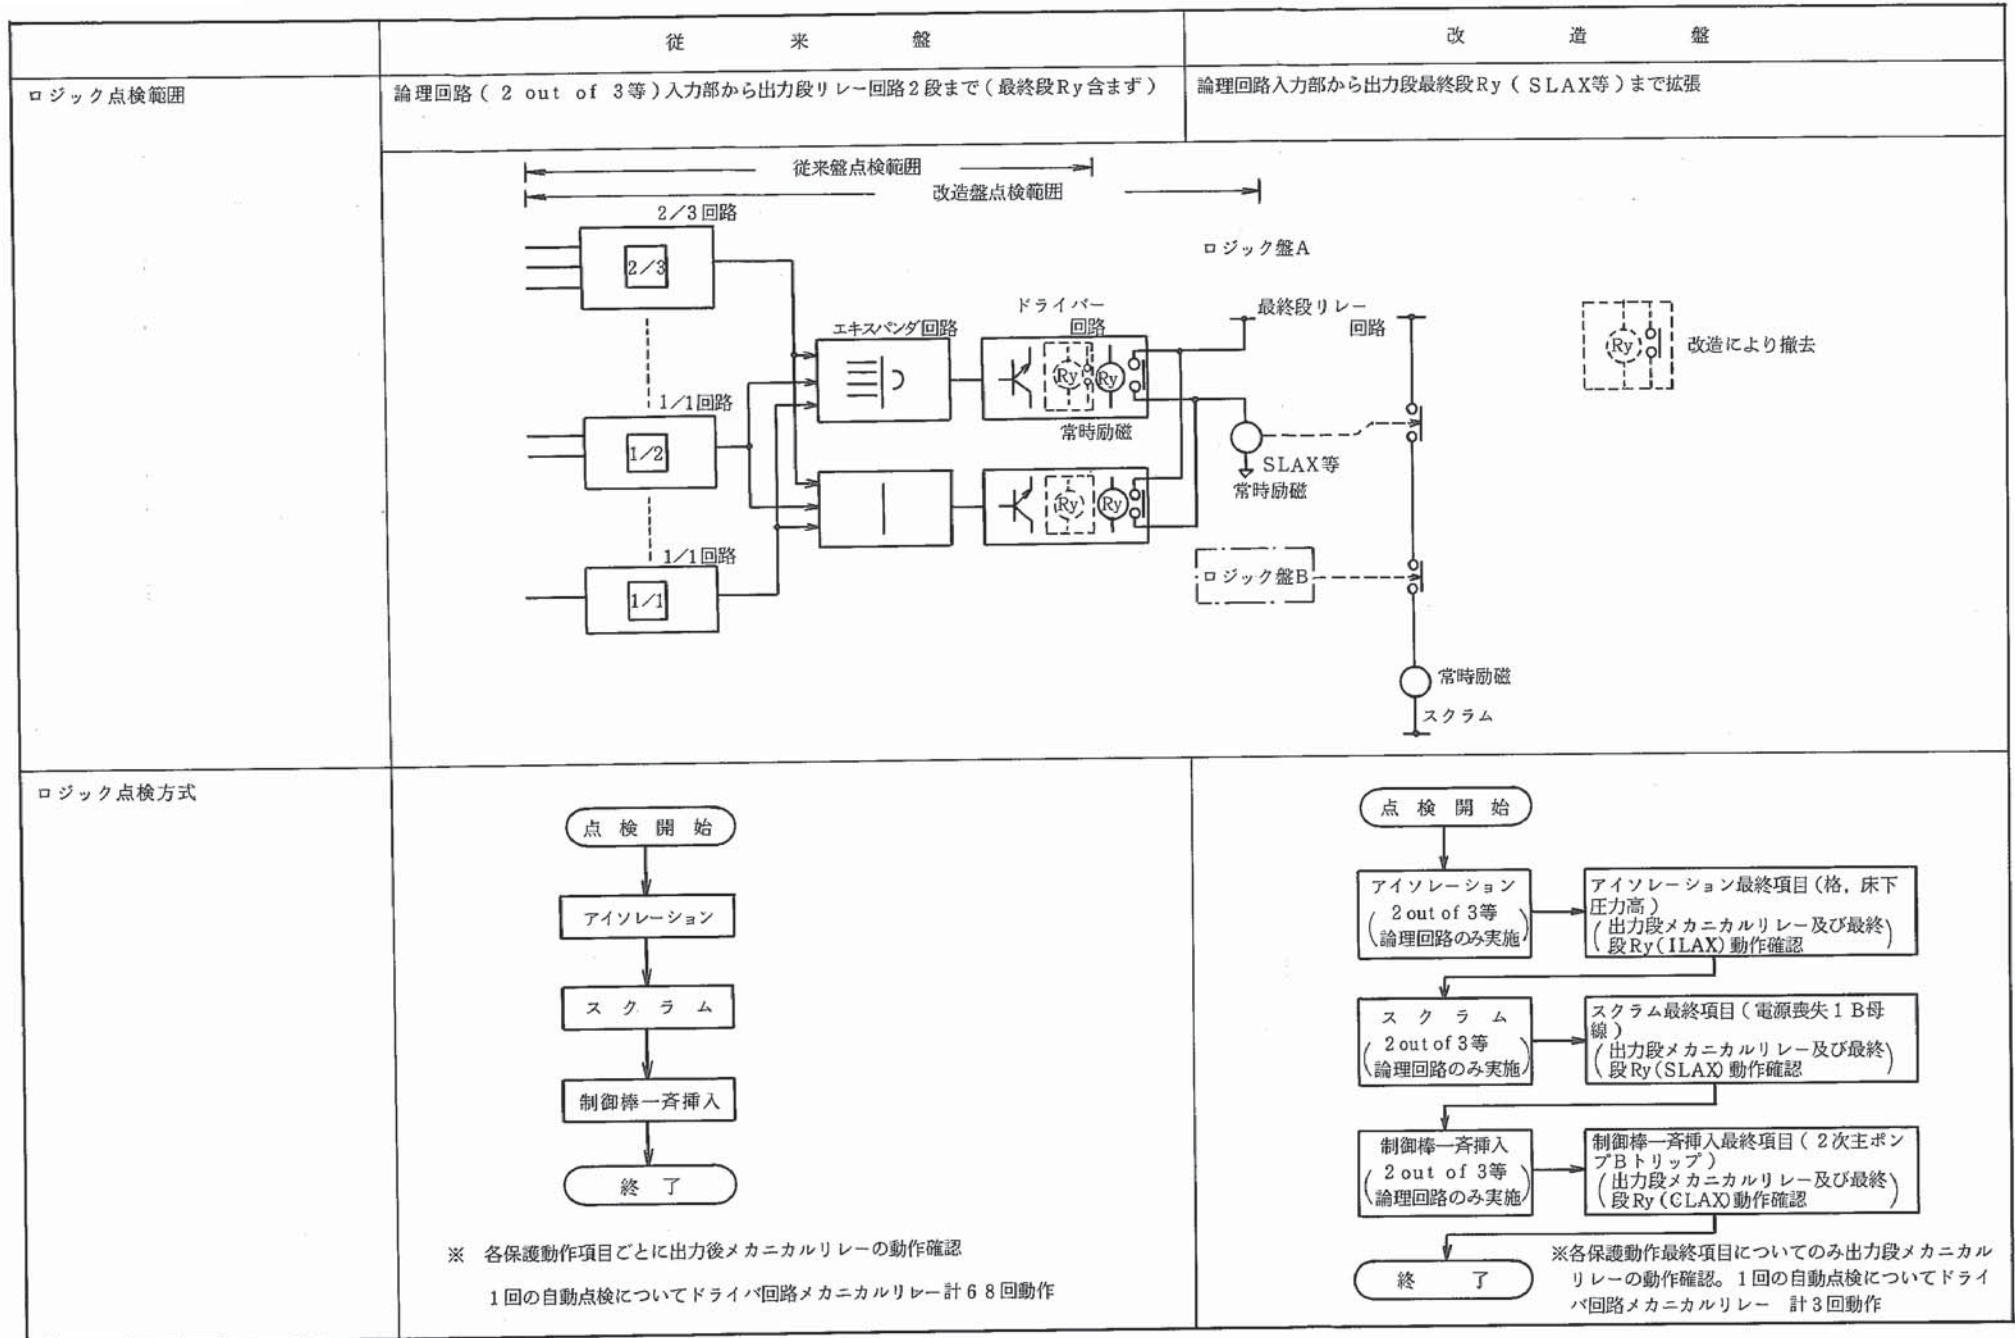 従来盤
改造盤
ロジック点検範囲
論理回路(2 out of 3等)入力部から出力段リレー回路2段まで(最終段Ry含まず)
論理回路入力部から出力段最終段Ry(SLAX等)まで拡張
従来盤点検範囲
改造盤点検範囲
2/3回路
2/3
ロジック盤A
ドライバー
回路
最終段リレー
回路
エキスパンダ回路
Ry
Ry
Ry
改造により撤去
1/1回路
1/2
常時励磁
SLAX等
常時励磁
Ry
Ry
1/1回路
1/1
ロジック盤B
常時励磁
スクラム
ロジック点検方式
点検開始
アイソレーション
スクラム
制御棒一斉挿入
終了
※ 各保護動作項目ごとに出力後メカニカルリレーの動作確認
1回の自動点検についてドライバ回路メカニカルリレー計68回動作
点検開始
アイソレーション
2out of 3等
論理回路のみ実施
アイソレーション最終項目(格,床下
圧力高)
(出力段メカニカルリレー及び最終
段Ry(ILAX)動作確認)
スクラム
2out of 3等
論理回路のみ実施
スクラム最終項目(電源喪失1B母
線)
(出力段メカニカルリレー及び最終
段Ry(SLAX)動作確認)
制御棒一斉挿入
2out of 3等
論理回路のみ実施
制御棒一斉挿入最終項目(2次主ポン
プBトリップ)
(出力段メカニカルリレー及び最終
段Ry(CLAX)動作確認)
終了
※各保護動作最終項目についてのみ出力段メカニカル
リレーの動作確認。1回の自動点検についてドライ
バ回路メカニカルリレー 計3回動作